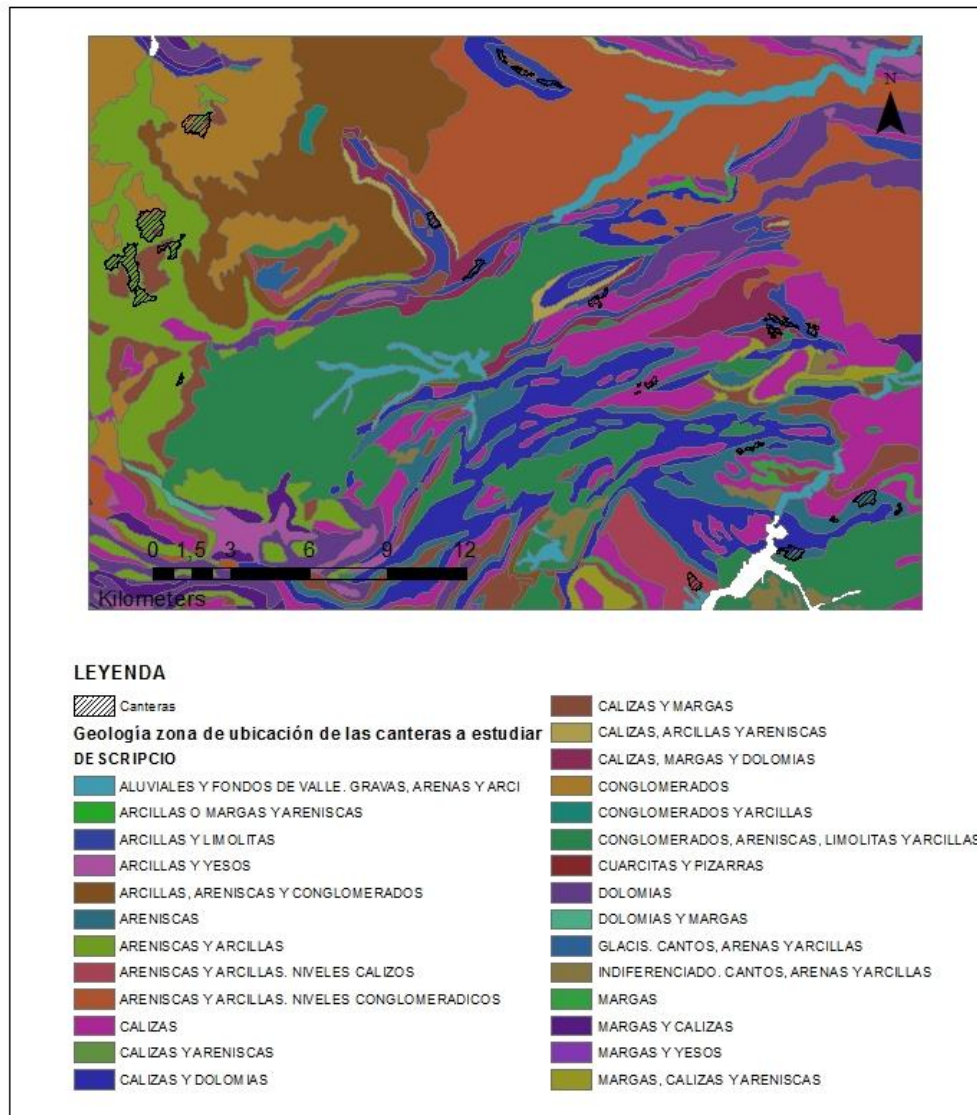 N
0 1,5 3 6 9 12
Kilometers
LEYENDA
Canteras
Geología zona de ubicación de las canteras a estudiar
DESCRIPCIO
ALUVIALES Y FONDOS DE VALLE. GRAVAS, ARENAS Y ARCI
ARCILLAS O MARGAS Y ARENISCAS
ARCILLAS Y LIMOLITAS
ARCILLAS Y YESOS
ARCILLAS, ARENISCAS Y CONGLOMERADOS
ARENISCAS
ARENISCAS Y ARCILLAS
ARENISCAS Y ARCILLAS. NIVELES CALIZOS
ARENISCAS Y ARCILLAS. NIVELES CONGLOMERADICOS
CALIZAS
CALIZAS Y ARENISCAS
CALIZAS Y DOLOMIAS
CALIZAS Y MARGAS
CALIZAS, ARCILLAS Y ARENISCAS
CALIZAS, MARGAS Y DOLOMIAS
CONGLOMERADOS
CONGLOMERADOS Y ARCILLAS
CONGLOMERADOS, ARENISCAS, LIMOLITAS Y ARCILLAS
CUARCITAS Y PIZARRAS
DOLOMIAS
DOLOMIAS Y MARGAS
GLACIS. CANTOS, ARENAS Y ARCILLAS
INDIFERENCIADO. CANTOS, ARENAS Y ARCILLAS
MARGAS
MARGAS Y CALIZAS
MARGAS Y YESOS
MARGAS, CALIZAS Y ARENISCAS